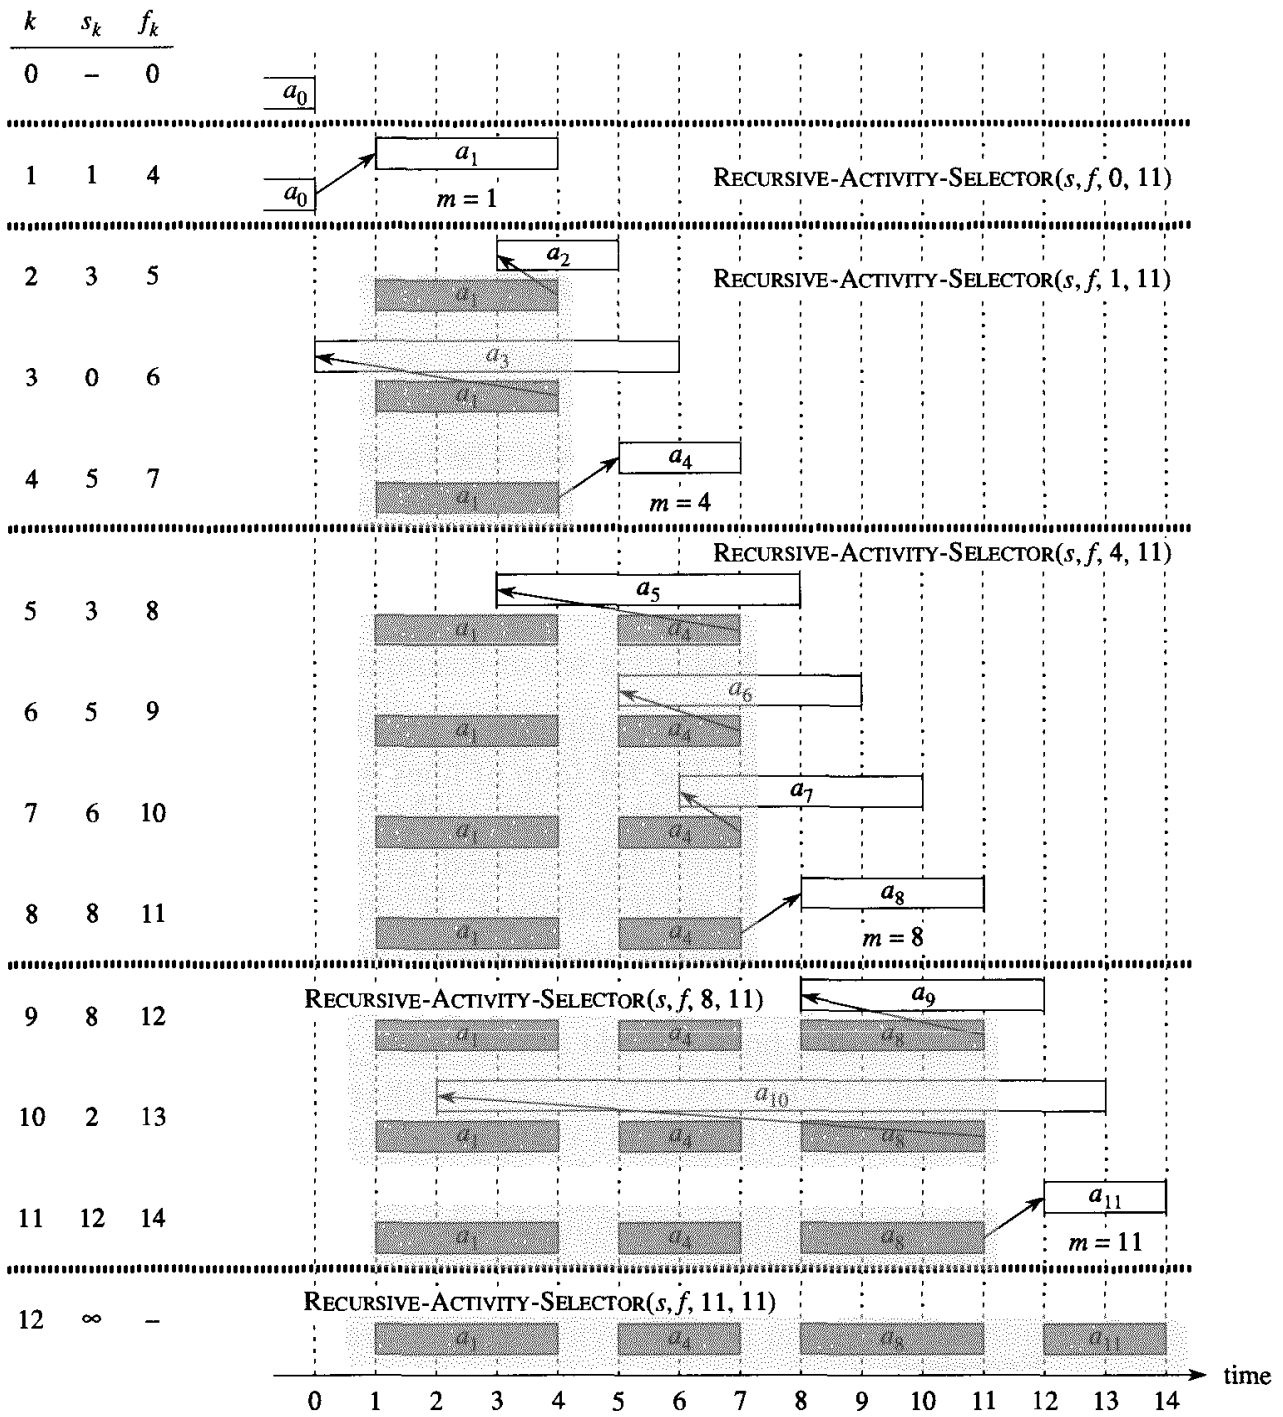 k s_k f_k
0 – 0
a_0
a_1
1 1 4 RECURSIVE-ACTIVITY-SELECTOR(s, f, 0, 11)
a_0 m = 1
a_2
2 3 5 RECURSIVE-ACTIVITY-SELECTOR(s, f, 1, 11)
a_1
a_3
3 0 6
a_1
a_4
4 5 7
a_1 m = 4
RECURSIVE-ACTIVITY-SELECTOR(s, f, 4, 11)
a_5
5 3 8
a_1 a_4
a_6
6 5 9
a_1 a_4
a_7
7 6 10
a_1 a_4
a_8
8 8 11
a_1 a_4 m = 8
RECURSIVE-ACTIVITY-SELECTOR(s, f, 8, 11) a_9
9 8 12
a_1 a_4 a_8
a_10
10 2 13
a_1 a_4 a_8
a_11
11 12 14
a_1 a_4 a_8 m = 11
RECURSIVE-ACTIVITY-SELECTOR(s, f, 11, 11)
12 ∞ –
a_1 a_4 a_8 a_11
time
0 1 2 3 4 5 6 7 8 9 10 11 12 13 14